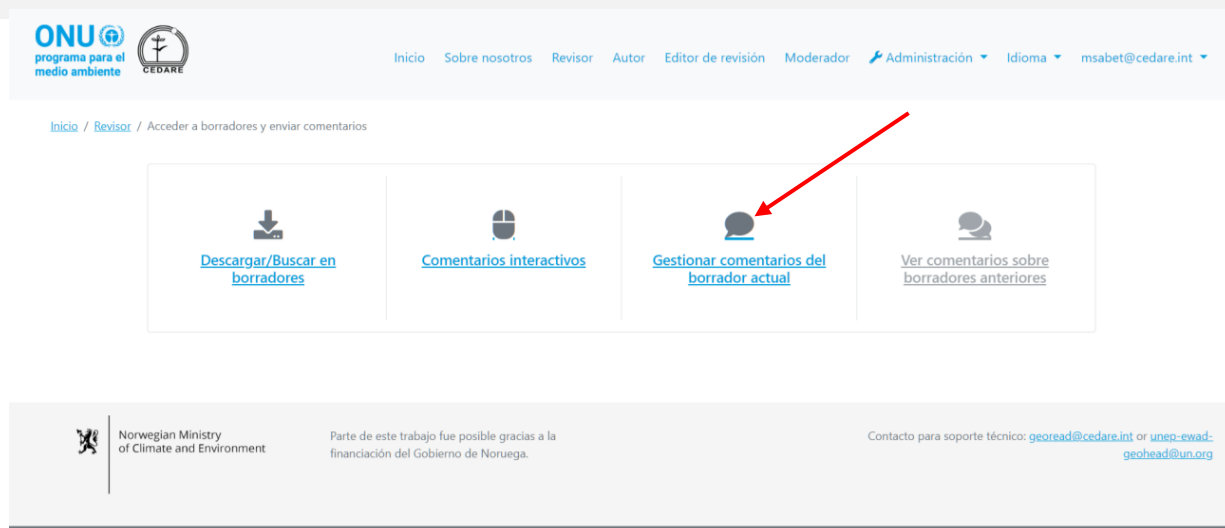 ONU
programa para el
medio ambiente
CEDARE
Inicio Sobre nosotros Revisor Autor Editor de revisión Moderador Administración Idioma msabet@cedare.int
Inicio / Revisor / Acceder a borradores y enviar comentarios
Descargar/Buscar en
borradores
Comentarios interactivos
Gestionar comentarios del
borrador actual
Ver comentarios sobre
borradores anteriores
Norwegian Ministry
of Climate and Environment
Parte de este trabajo fue posible gracias a la
financiación del Gobierno de Noruega.
Contacto para soporte técnico: georead@cedare.int or unep-ewad-
geohead@un.org